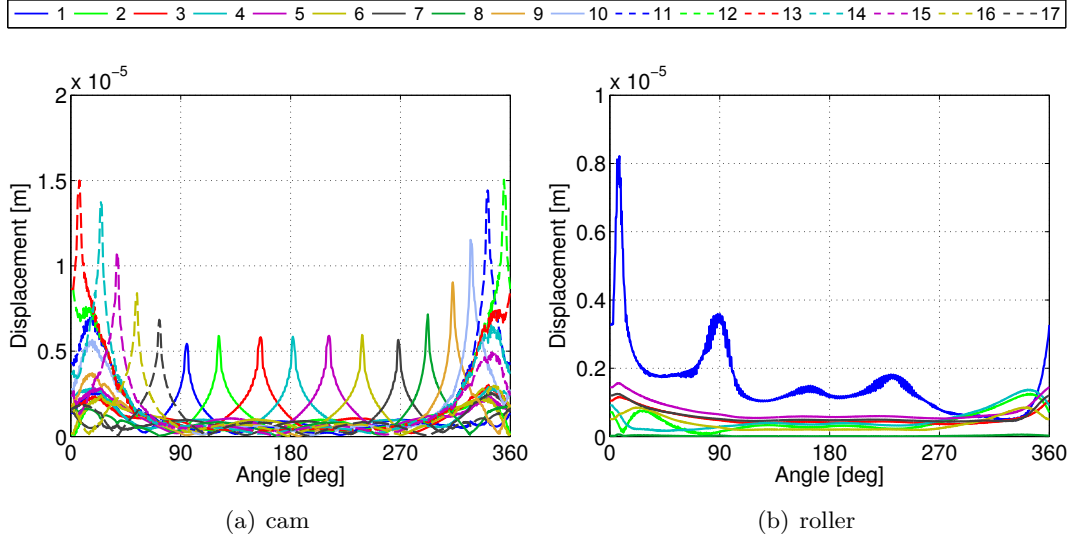 1 2 3 4 5 6 7 8 9 10 11 12 13 14 15 16 17
x 10⁻⁵
2
1.5
1
0.5
0
Displacement [m]
0 90 180 270 360
Angle [deg]
(a) cam
x 10⁻⁵
1
0.8
0.6
0.4
0.2
0
Displacement [m]
0 90 180 270 360
Angle [deg]
(b) roller